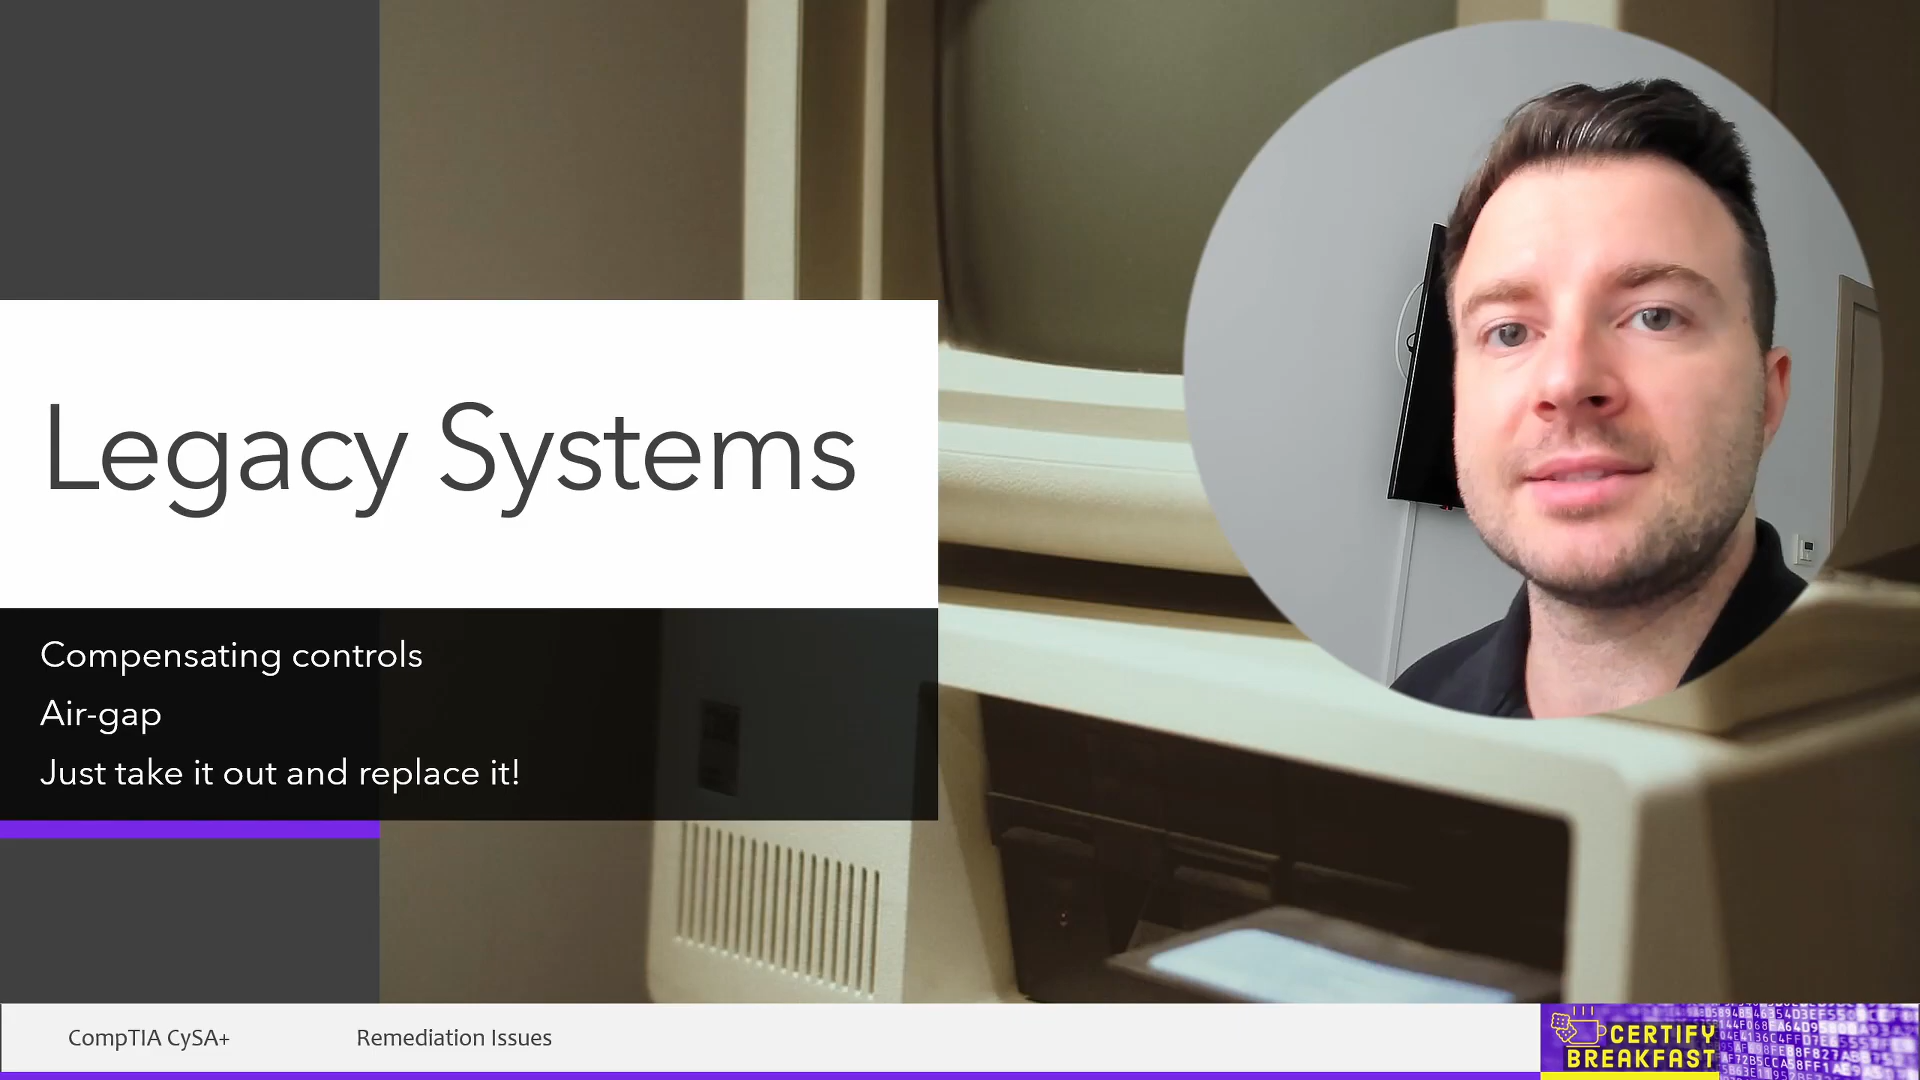 Legacy Systems
Compensating controls
Air-gap
Just take it out and replace it!
CompTIA CySA+
Remediation Issues
CERTIFY
BREAKFAST